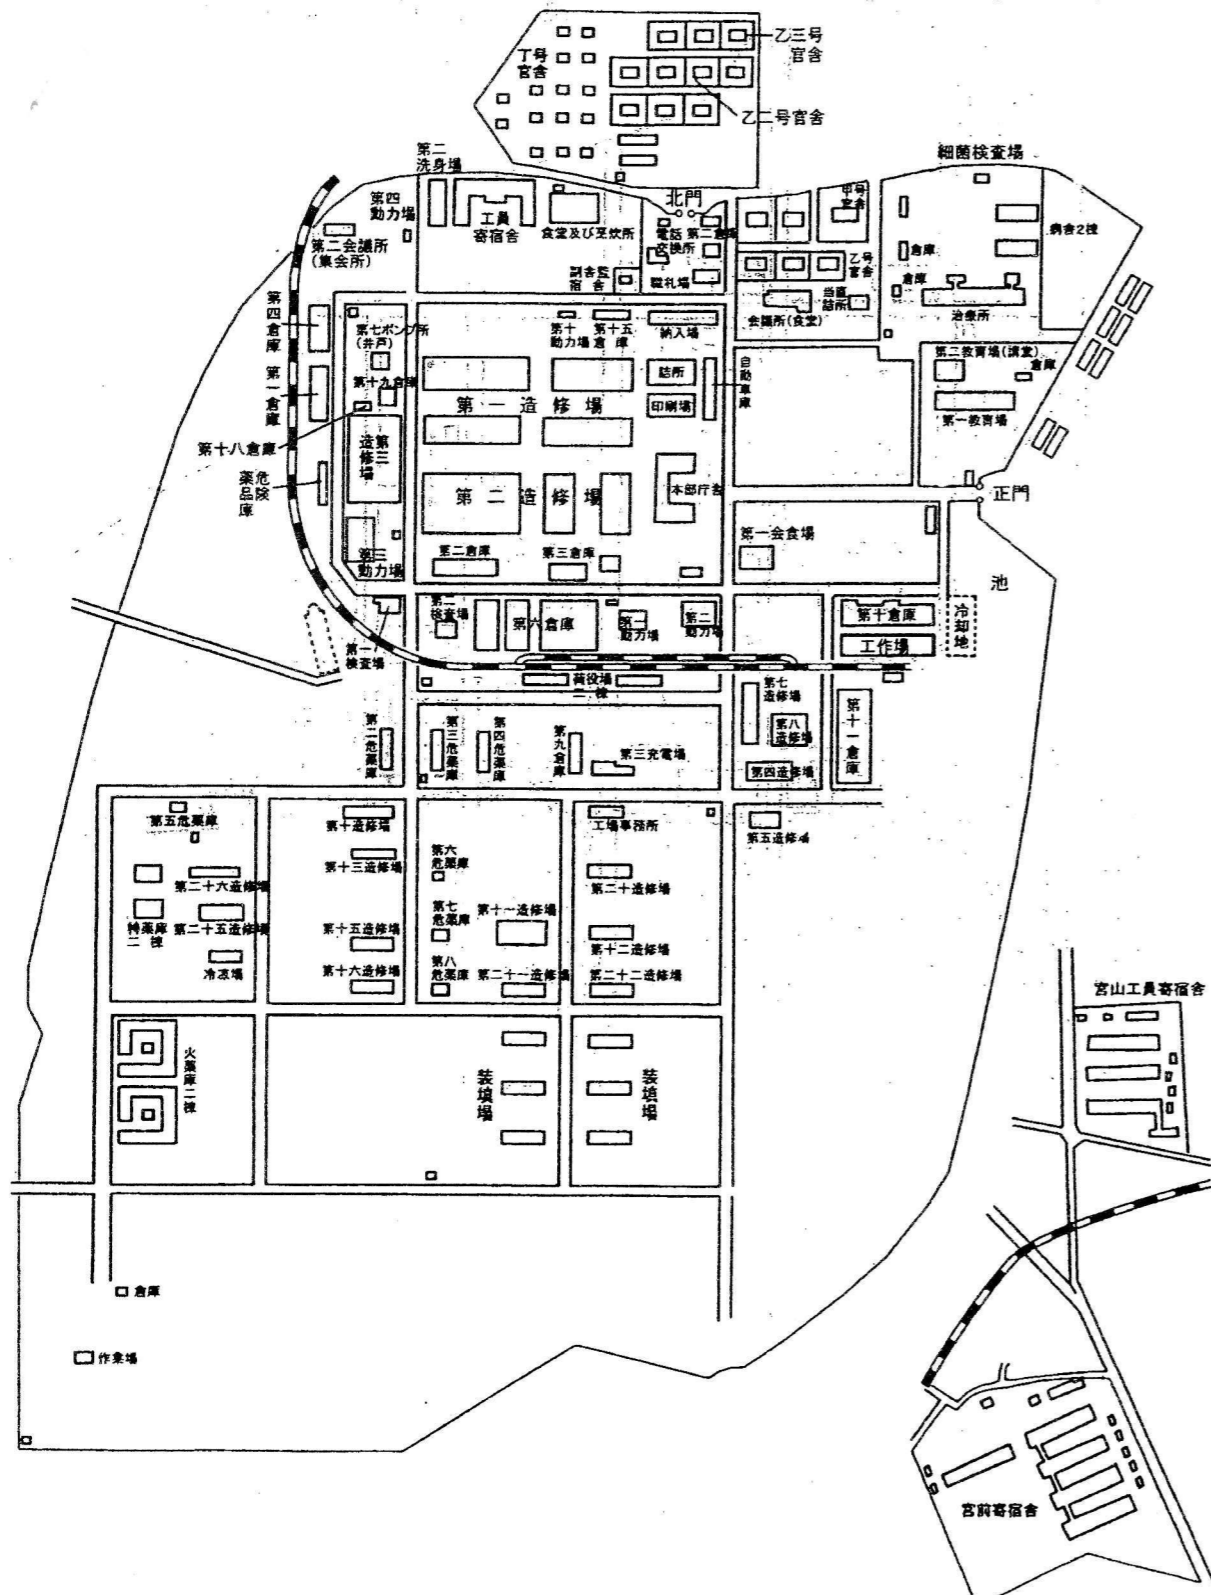 乙三号
官舎
丁号
官舎
乙二号官舎
第二
洗身場
細菌検査場
第四
動力場
北門
甲号
官舎
工員
寄宿舎
食堂及び烹炊所
電話
交換所
第二倉庫
病舎2棟
第二会議所
(集会所)
倉庫
乙号
官舎
副舎監
宿舎
職札場
当直
詰所
倉庫
会議所(食堂)
治療所
第四倉庫
第七ポンプ所
(井戸)
第十
動力場
第十五
倉庫
納入場
第二教育場(講堂)
倉庫
自動車庫
詰所
第一倉庫
第十九倉庫
第一造修場
印刷場
第一教育場
第十八倉庫
第三造修場
危険薬品庫
第二造修場
本部庁舎
正門
第一会食場
第三
動力場
第二倉庫
第三倉庫
池
第二
検査場
第六倉庫
第一
動力場
第二
動力場
第十倉庫
冷却地
第一
検査場
工作場
荷役場
二棟
第七
造修場
第八
造修場
第十一倉庫
第二危薬庫
第三危薬庫
第四危薬庫
第九倉庫
第三充電場
第四造修場
第五危薬庫
第十造修場
工場事務所
第五造修場
第十三造修場
第六
危薬庫
第二十六造修場
第二十造修場
特薬庫
二棟
第二十五造修場
第十五造修場
第七
危薬庫
第十一造修場
第十二造修場
冷凉場
第十六造修場
第八
危薬庫
第二十一造修場
第二十二造修場
宮山工員寄宿舎
火薬庫二棟
装填場
装填場
倉庫
作業場
宮前寄宿舎